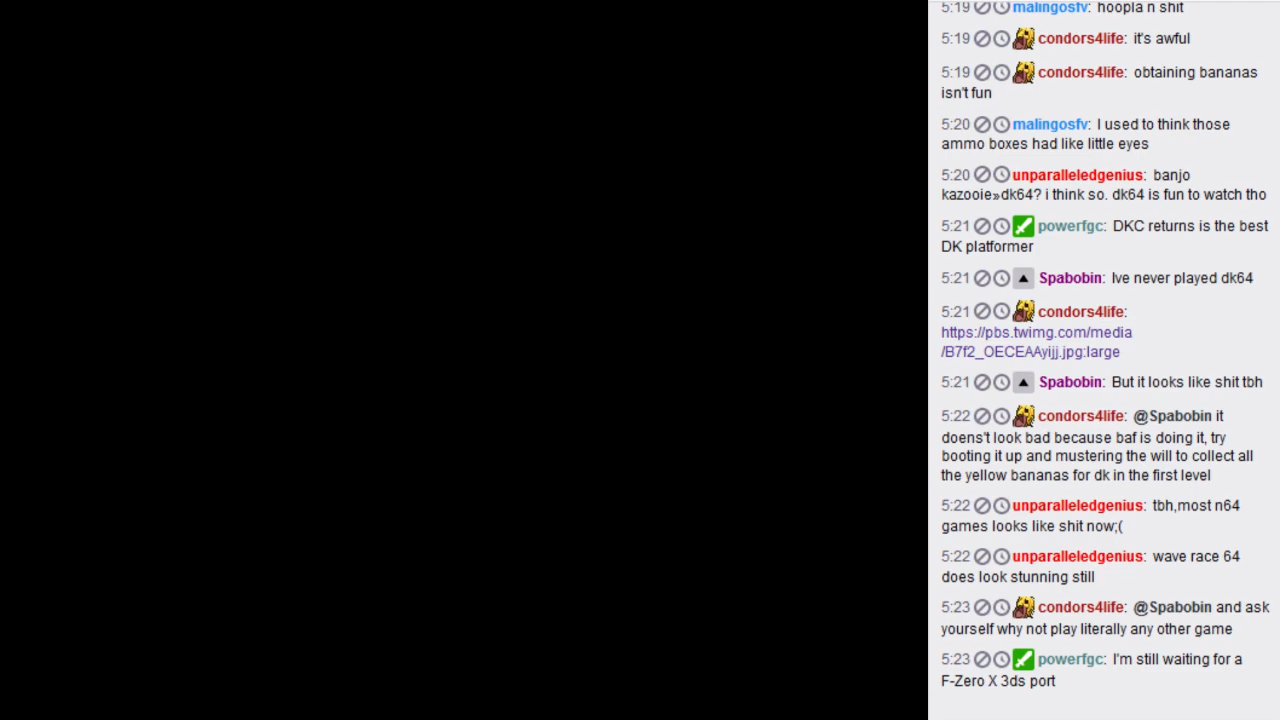 5:19 malingosfv: hoopla n shit
5:19 condors4life: it's awful
5:19 condors4life: obtaining bananas
isn't fun
5:20 malingosfv: I used to think those
ammo boxes had like little eyes
5:20 unparalleledgenius: banjo
kazooie»dk64? i think so. dk64 is fun to watch tho
5:21 powerfgc: DKC returns is the best
DK platformer
5:21 Spabobin: Ive never played dk64
5:21 condors4life:
https://pbs.twimg.com/media
/B7f2_OECEAAyijj.jpg:large
5:21 Spabobin: But it looks like shit tbh
5:22 condors4life: @Spabobin it
doens't look bad because baf is doing it, try
booting it up and mustering the will to collect all
the yellow bananas for dk in the first level
5:22 unparalleledgenius: tbh,most n64
games looks like shit now;(
5:22 unparalleledgenius: wave race 64
does look stunning still
5:23 condors4life: @Spabobin and ask
yourself why not play literally any other game
5:23 powerfgc: I'm still waiting for a
F-Zero X 3ds port